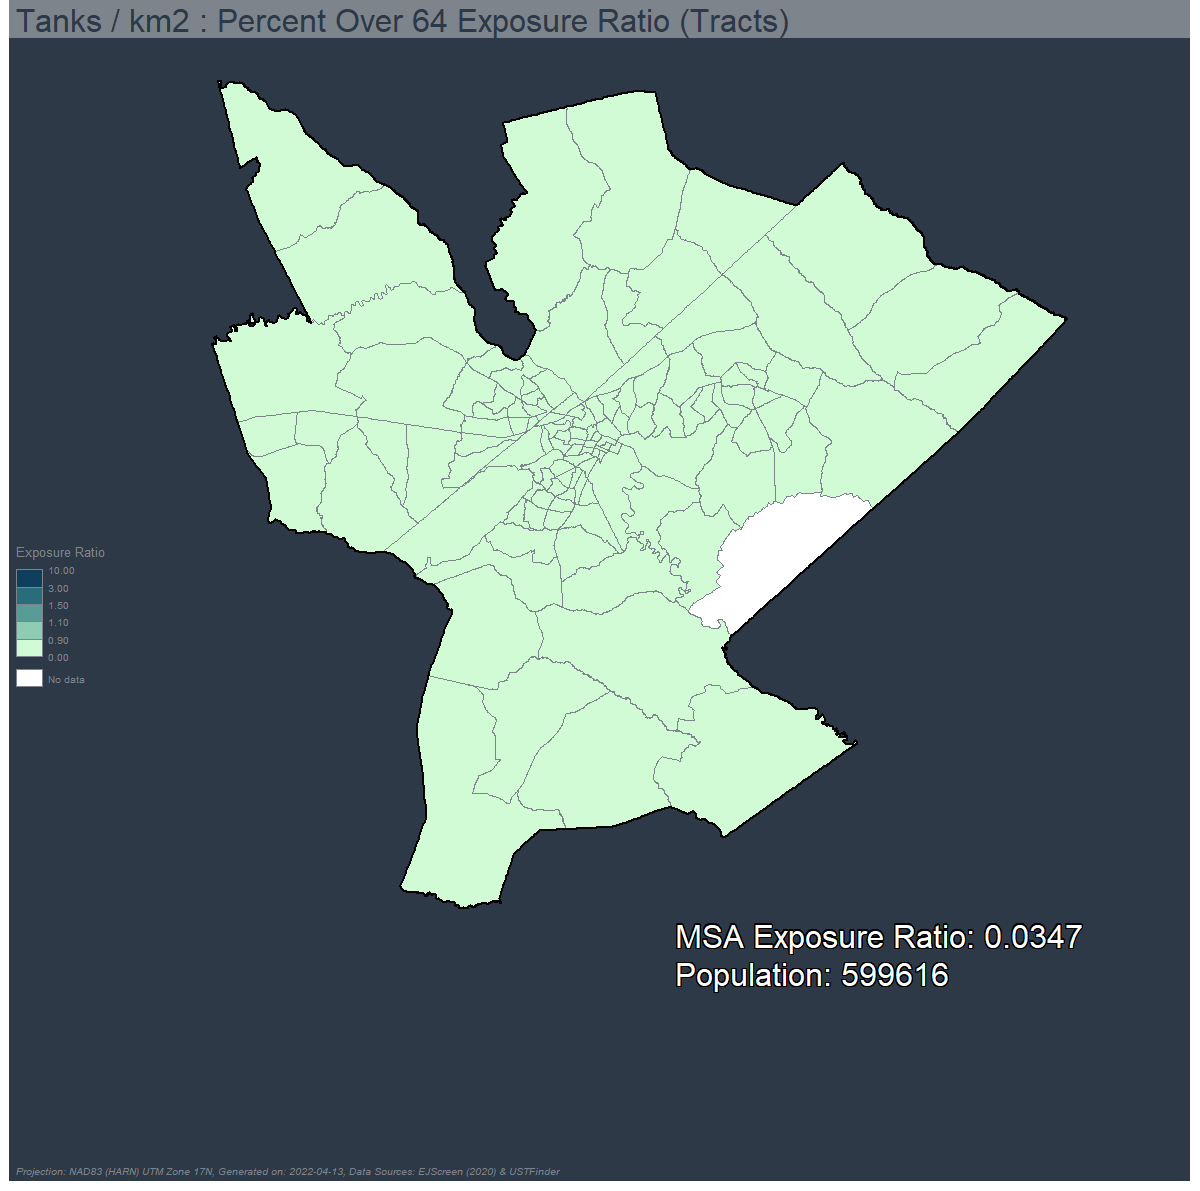 Tanks / km2 : Percent Over 64 Exposure Ratio (Tracts)
Exposure Ratio
10.00
3.00
1.50
1.10
0.90
0.00
No data
MSA Exposure Ratio: 0.0347
Population: 599616
Projection: NAD83 (HARN) UTM Zone 17N, Generated on: 2022-04-13, Data Sources: EJScreen (2020) & USTFinder